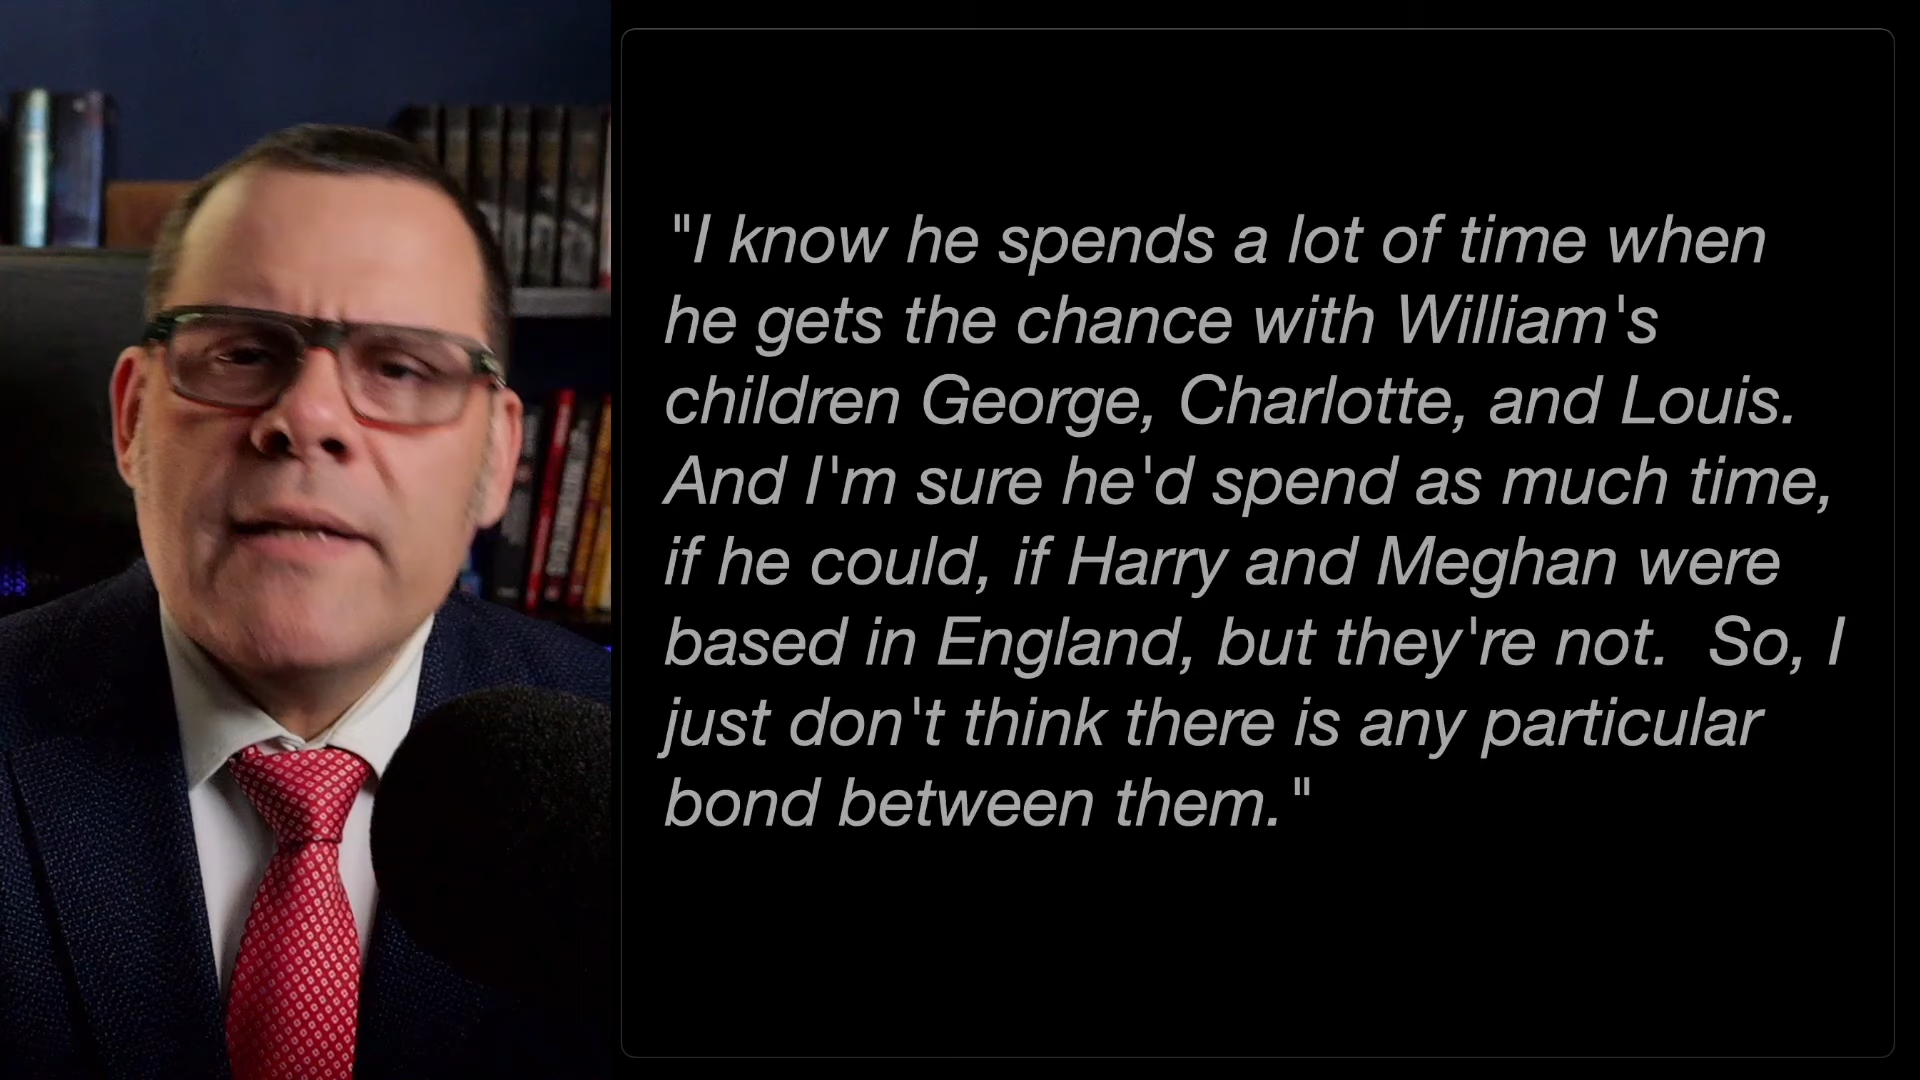 "I know he spends a lot of time when
he gets the chance with William's
children George, Charlotte, and Louis.
And I'm sure he'd spend as much time,
if he could, if Harry and Meghan were
based in England, but they're not.  So, I
just don't think there is any particular
bond between them."